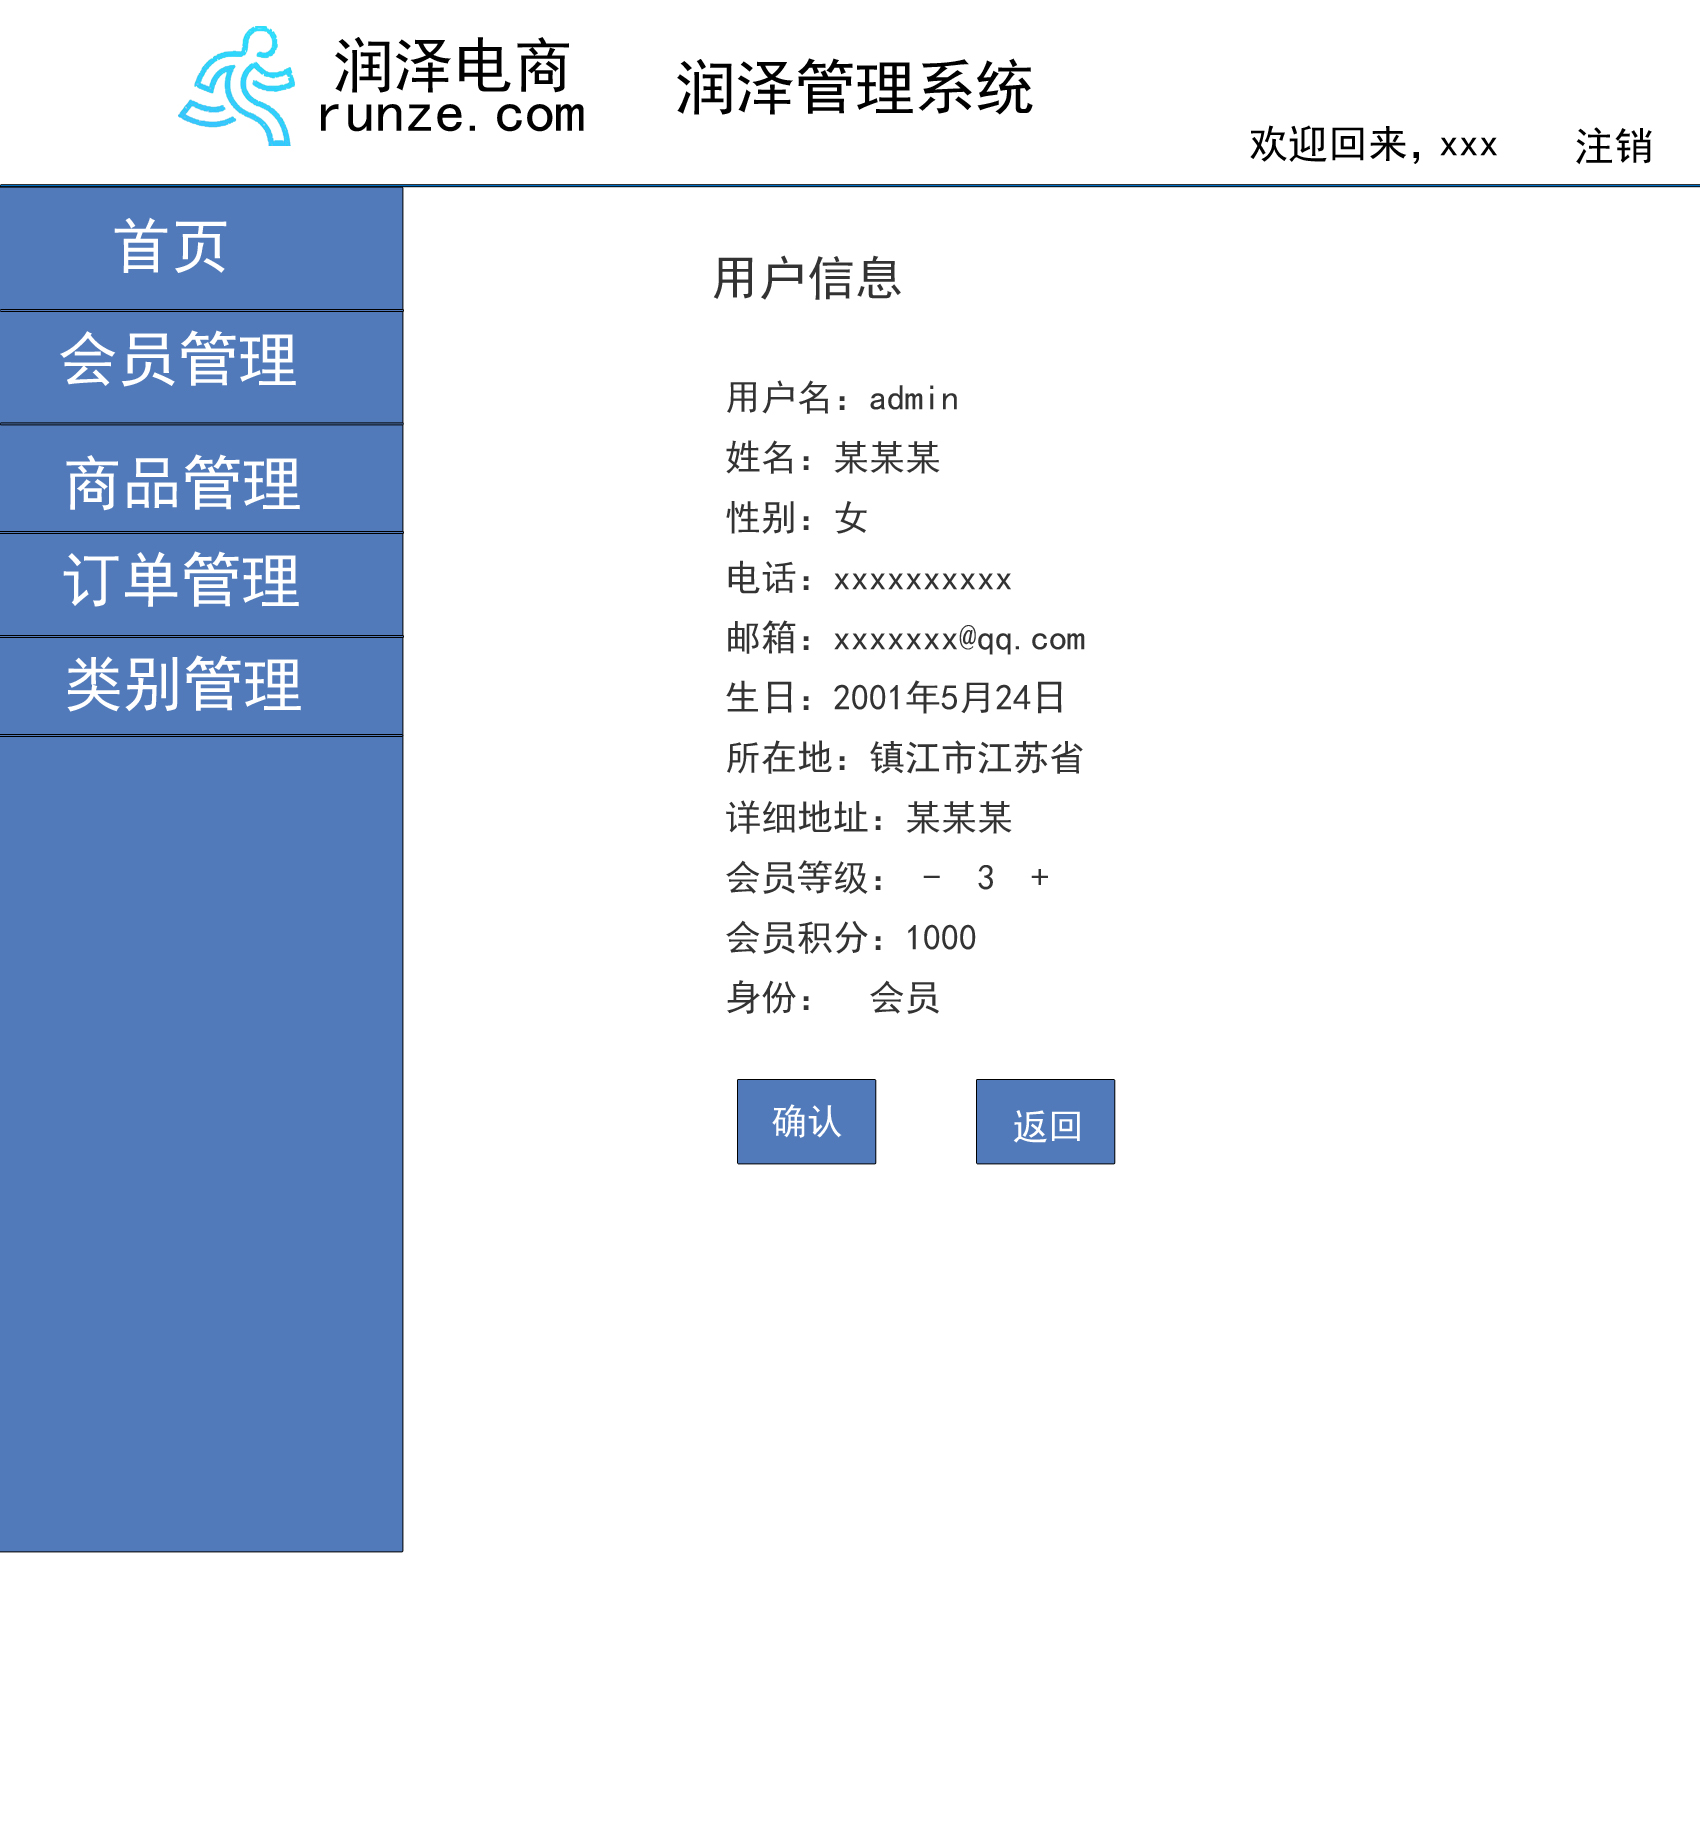 润泽电商
runze.com
润泽管理系统
欢迎回来，xxx
注销
首页
会员管理
商品管理
订单管理
类别管理
用户信息
用户名：admin
姓名：某某某
性别：女
电话：xxxxxxxxxx
邮箱：xxxxxxx@qq.com
生日：2001年5月24日
所在地：镇江市江苏省
详细地址：某某某
会员等级： - 3 +
会员积分：1000
身份： 会员
确认
返回